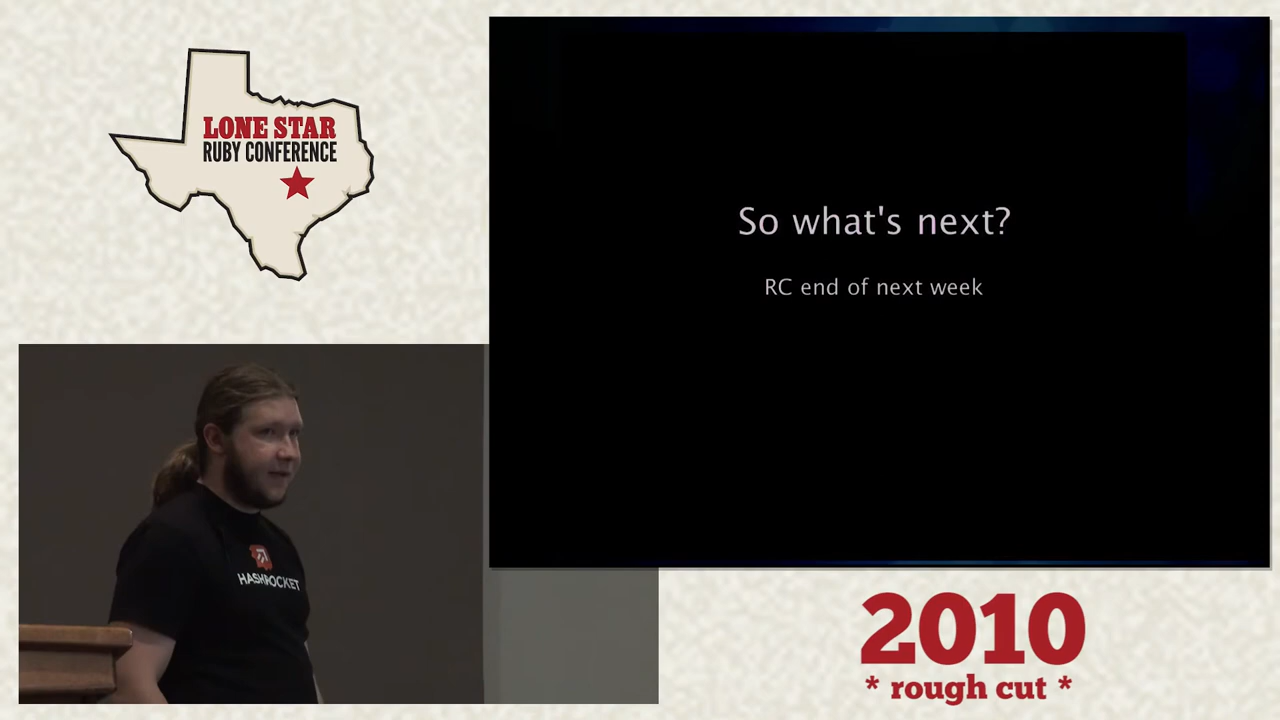 LONE STAR
RUBY CONFERENCE
So what's next?
RC end of next week
HASHROCKET
2010
* rough cut *